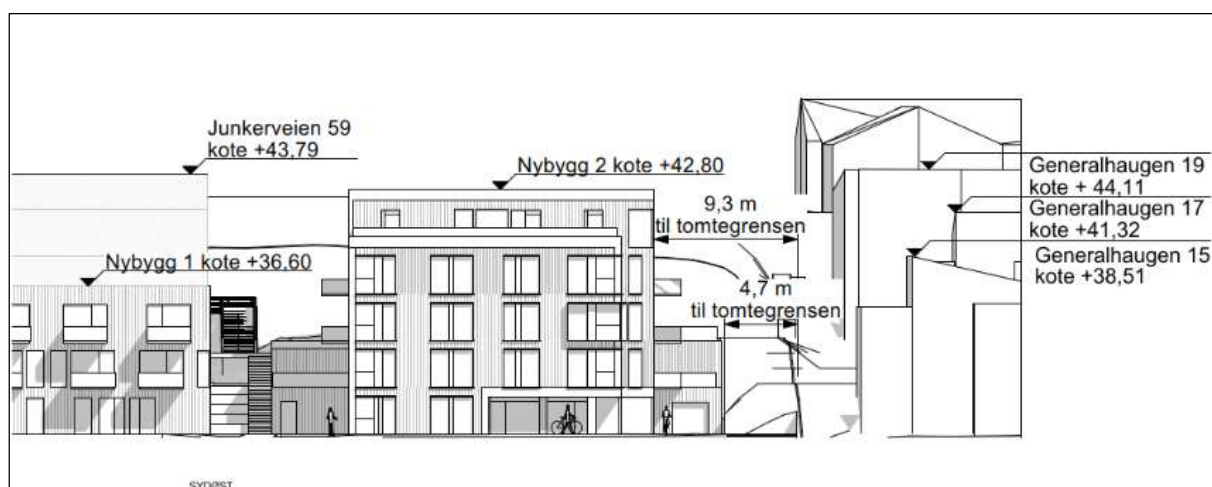 Junkerveien 59
kote +43,79
Nybygg 2 kote +42,80
9,3 m
til tomtegrensen
Generalhaugen 19
kote + 44,11
Generalhaugen 17
kote +41,32
Generalhaugen 15
kote +38,51
Nybygg 1 kote +36,60
4,7 m
til tomtegrensen
SYDØST